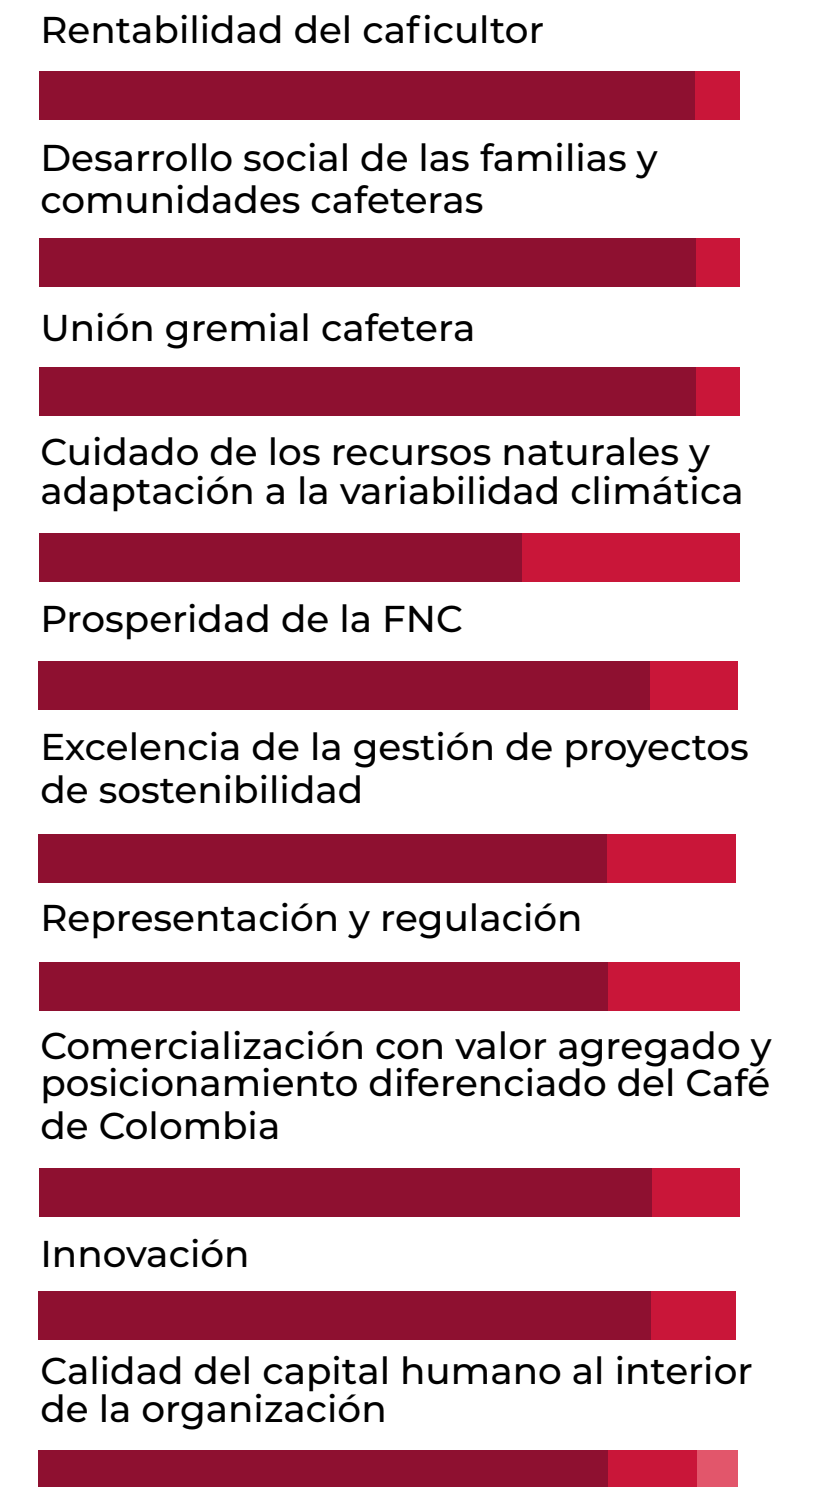 Rentabilidad del caficultor
Desarrollo social de las familias y
comunidades cafeteras
Unión gremial cafetera
Cuidado de los recursos naturales y
adaptación a la variabilidad climática
Prosperidad de la FNC
Excelencia de la gestión de proyectos
de sostenibilidad
Representación y regulación
Comercialización con valor agregado y
posicionamiento diferenciado del Café
de Colombia
Innovación
Calidad del capital humano al interior
de la organización